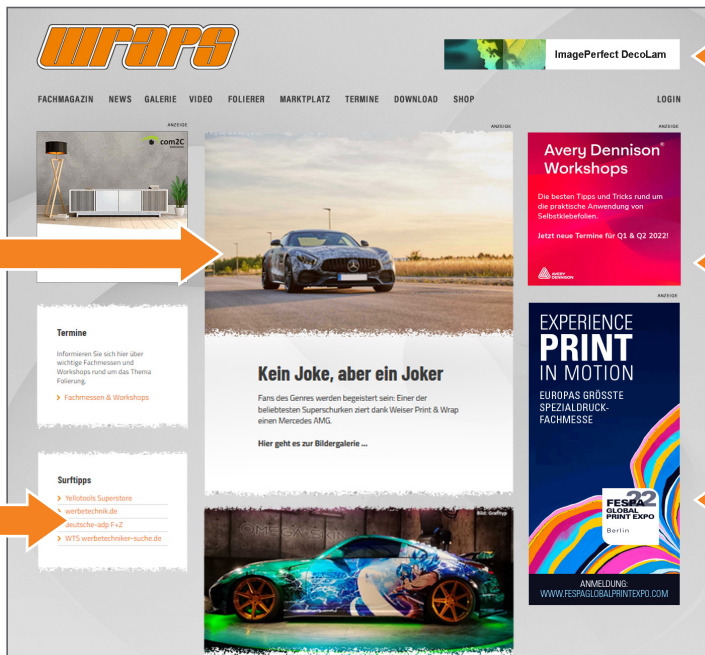 wraps
ImagePerfect DecoLam
FACHMAGAZIN NEWS GALERIE VIDEO FOLIERER MARKTPLATZ TERMINE DOWNLOAD SHOP LOGIN
ANZEIGE
com2C
ANZEIGE
Kein Joke, aber ein Joker
Fans des Genres werden begeistert sein: Einer der
beliebtesten Superschurken ziert dank Weiser Print & Wrap
einen Mercedes AMG.
Hier geht es zur Bildergalerie ...
Termine
Informieren Sie sich hier über
wichtige Fachmessen und
Workshops rund um das Thema
Folierung.
Fachmessen & Workshops
Surftipps
Yellotools Superstore
werbetechnik.de
deutsche-adp F+Z
WTS werbetechniker-suche.de
Bild: Grafityp
OMEGA-SKINZ
ANZEIGE
Avery Dennison®
Workshops
Die besten Tipps und Tricks rund um
die praktische Anwendung von
Selbstklebefolien.
Jetzt neue Termine für Q1 & Q2 2022!
AVERY
DENNISON
ANZEIGE
EXPERIENCE
PRINT
IN MOTION
EUROPAS GRÖSSTE
SPEZIALDRUCK-
FACHMESSE
FESPA 22
GLOBAL
PRINT EXPO
Berlin
ANMELDUNG:
WWW.FESPAGLOBALPRINTEXPO.COM